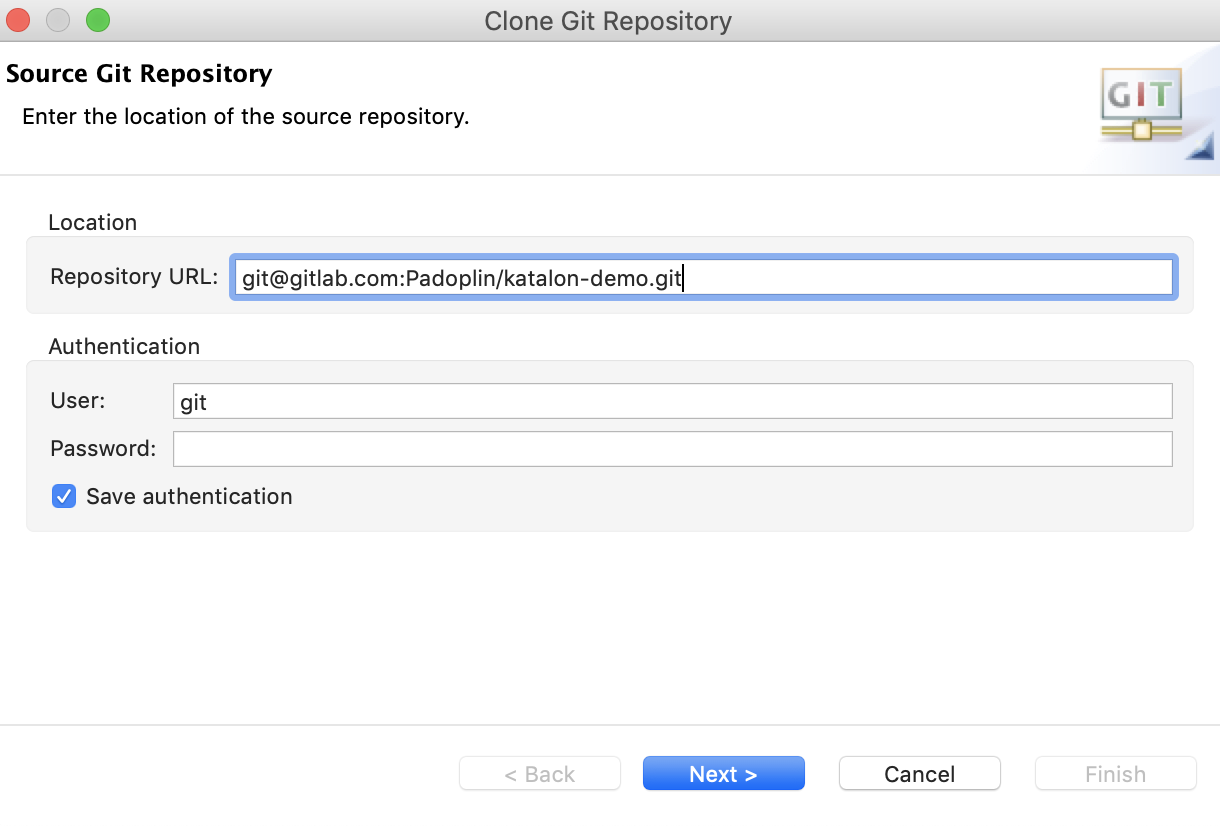 Clone Git Repository
Source Git Repository
Enter the location of the source repository.
GIT
Location
Repository URL: git@gitlab.com:Padoplin/katalon-demo.git
Authentication
User: git
Password:
Save authentication
< Back Next > Cancel Finish